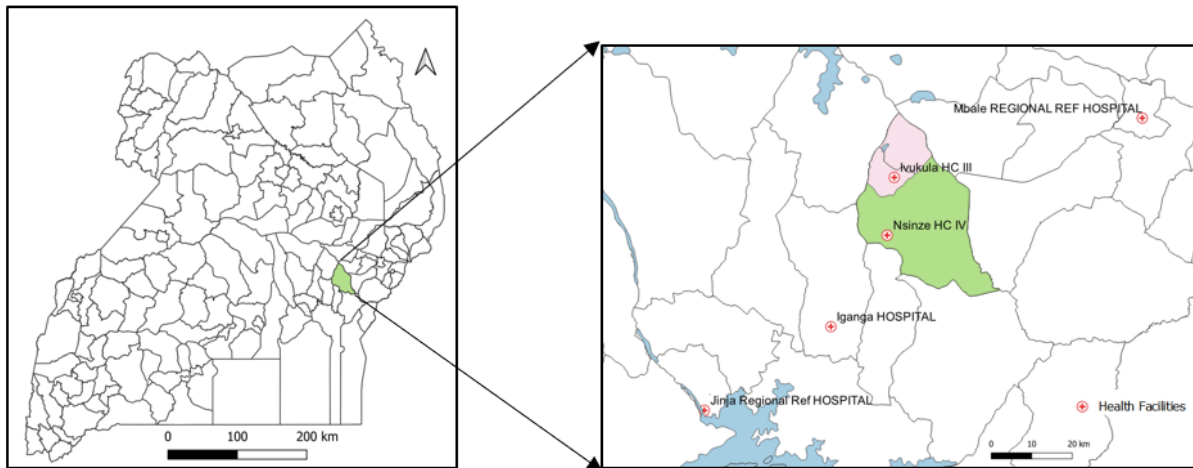 0 100 200 km
Mbale REGIONAL REF HOSPITAL
Ivukula HC III
Nsinze HC IV
Iganga HOSPITAL
Jinja Regional Ref HOSPITAL
Health Facilities
0 10 20 km